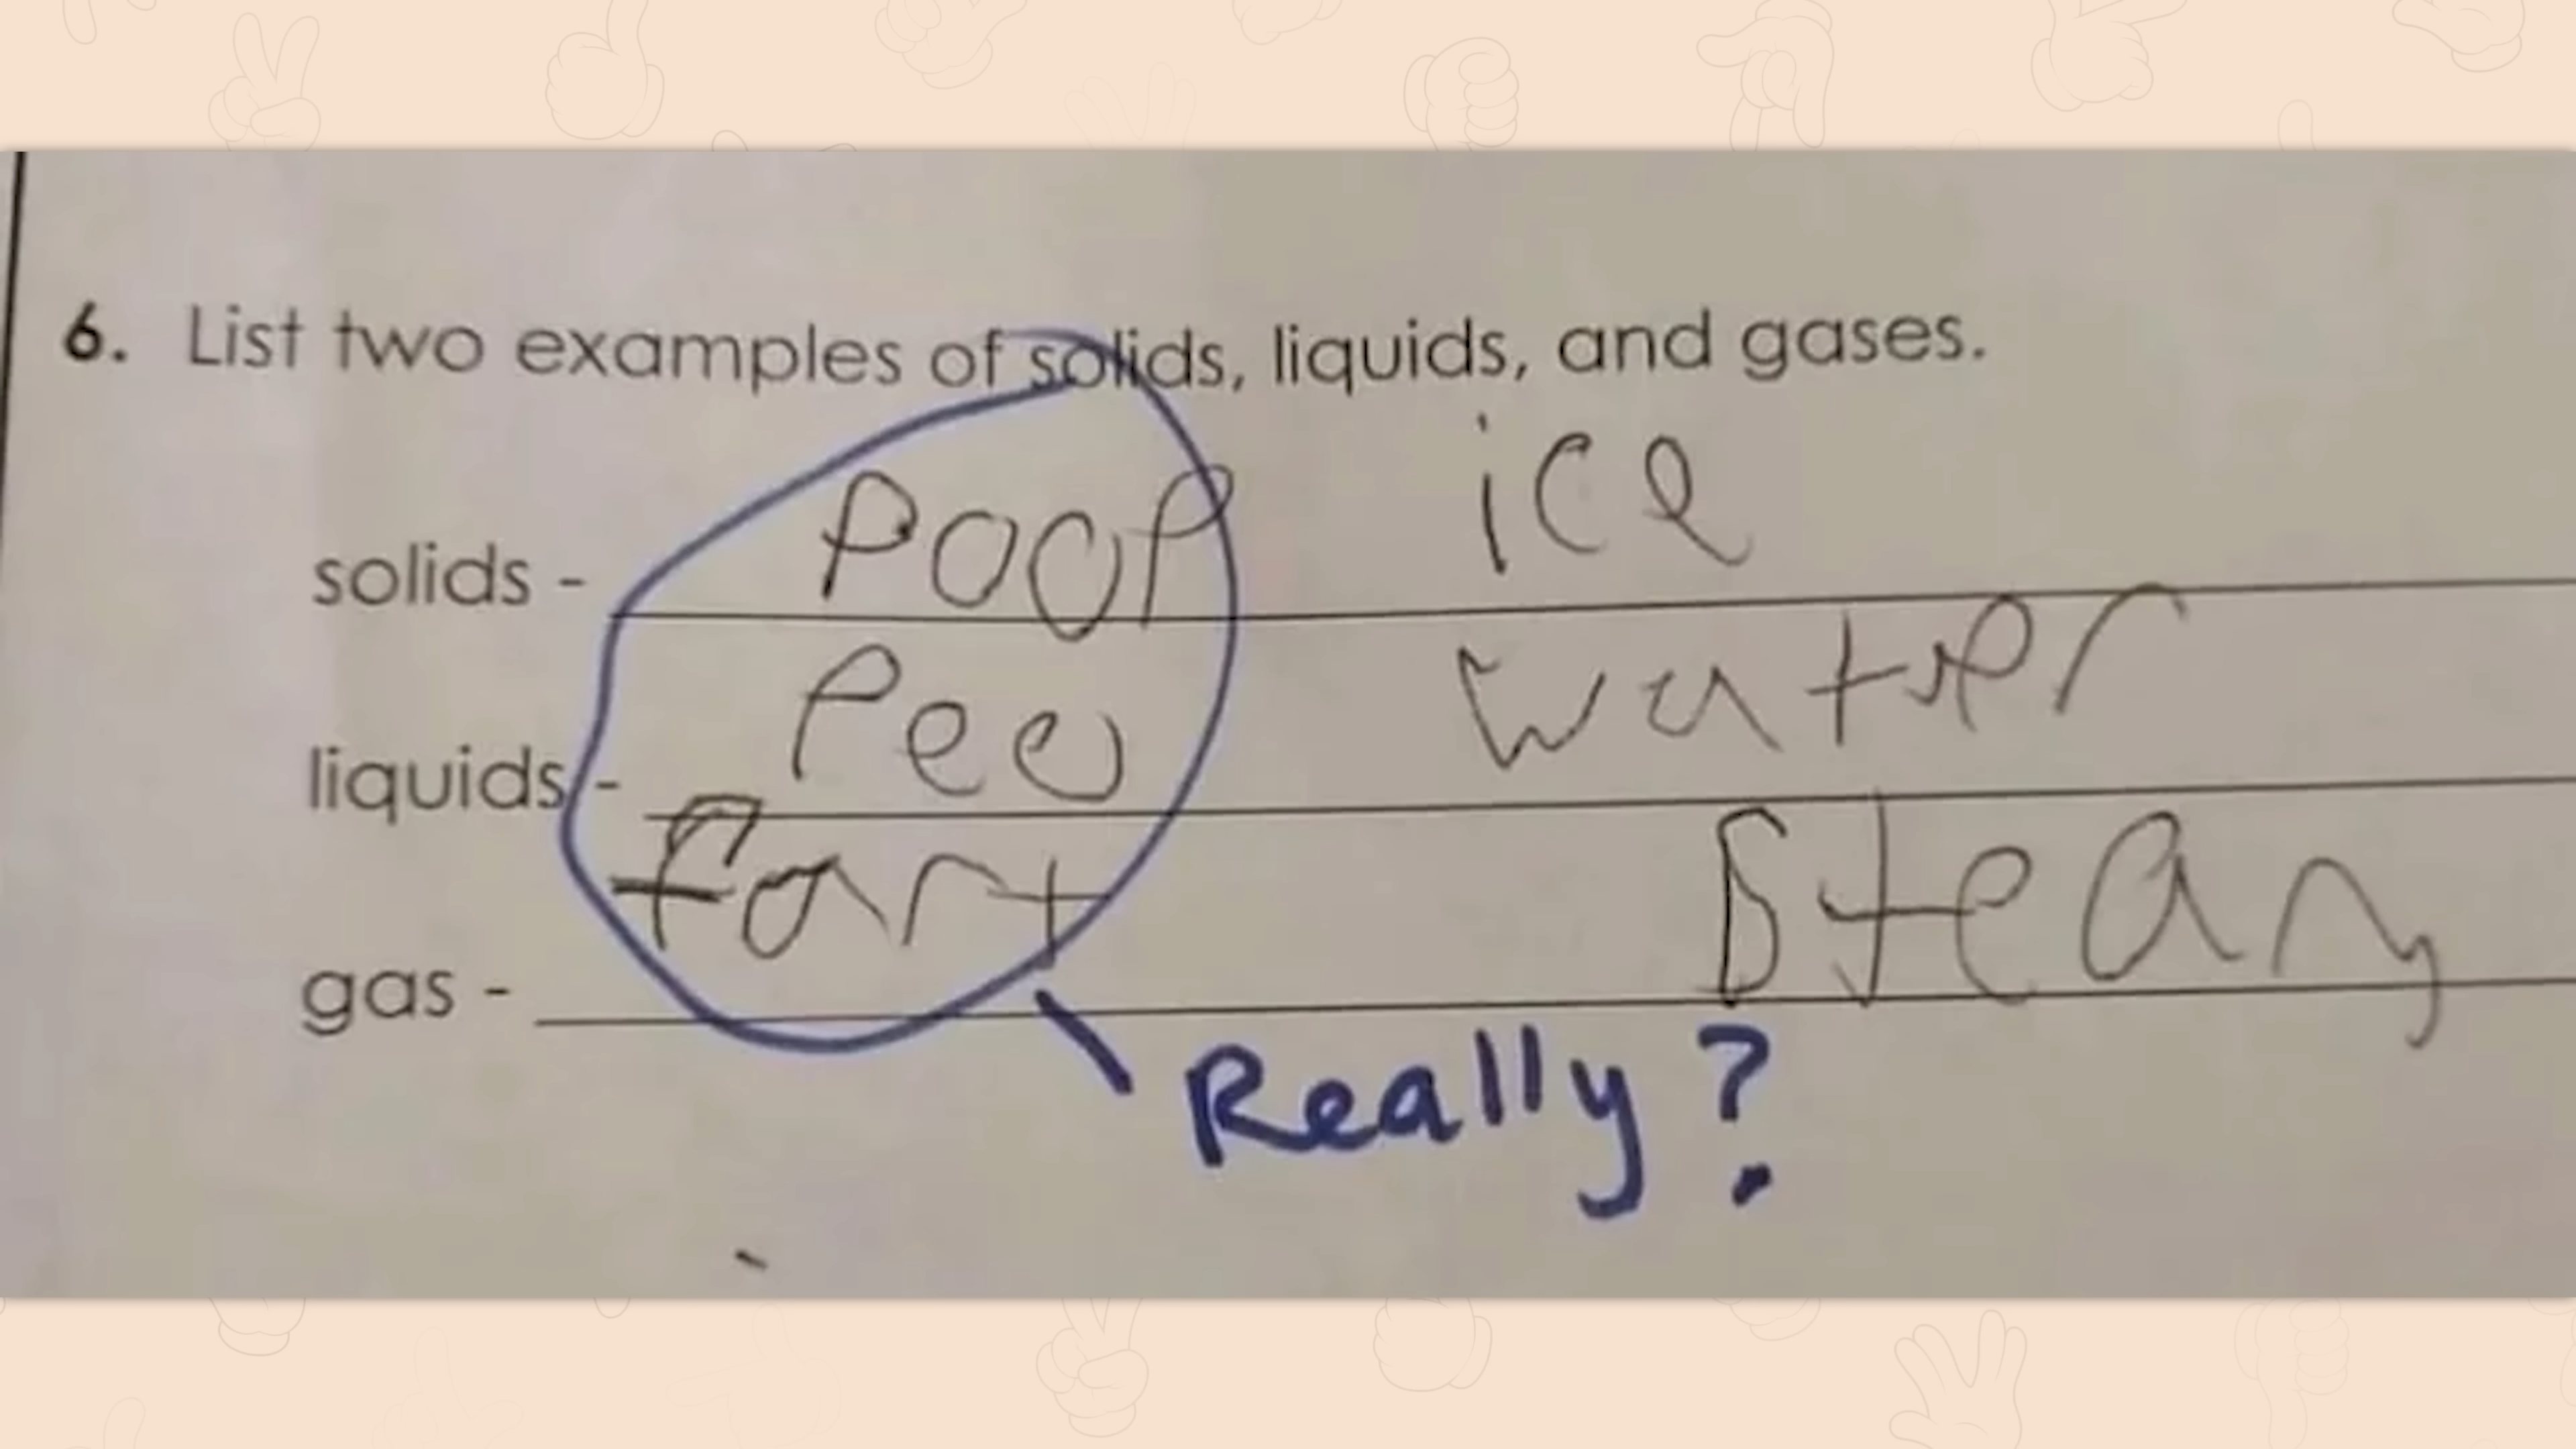 6. List two examples of solids, liquids, and gases.
solids - Poop ice
liquids - Pee water
gas - fart Steam
Really?